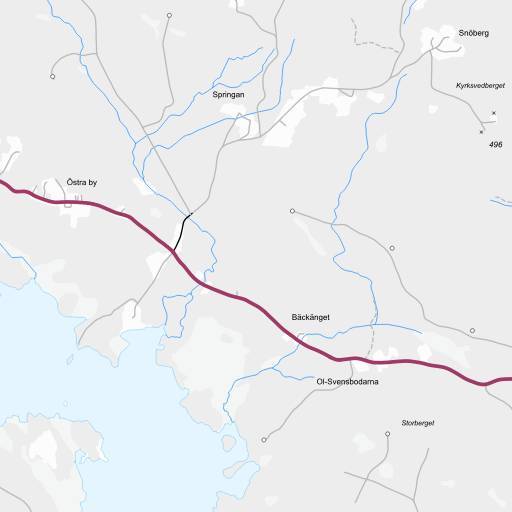 Snöberg
Kyrksvedberget
Springan
496
Östra by
Bäckänget
Ol-Svensbodarna
Storberget